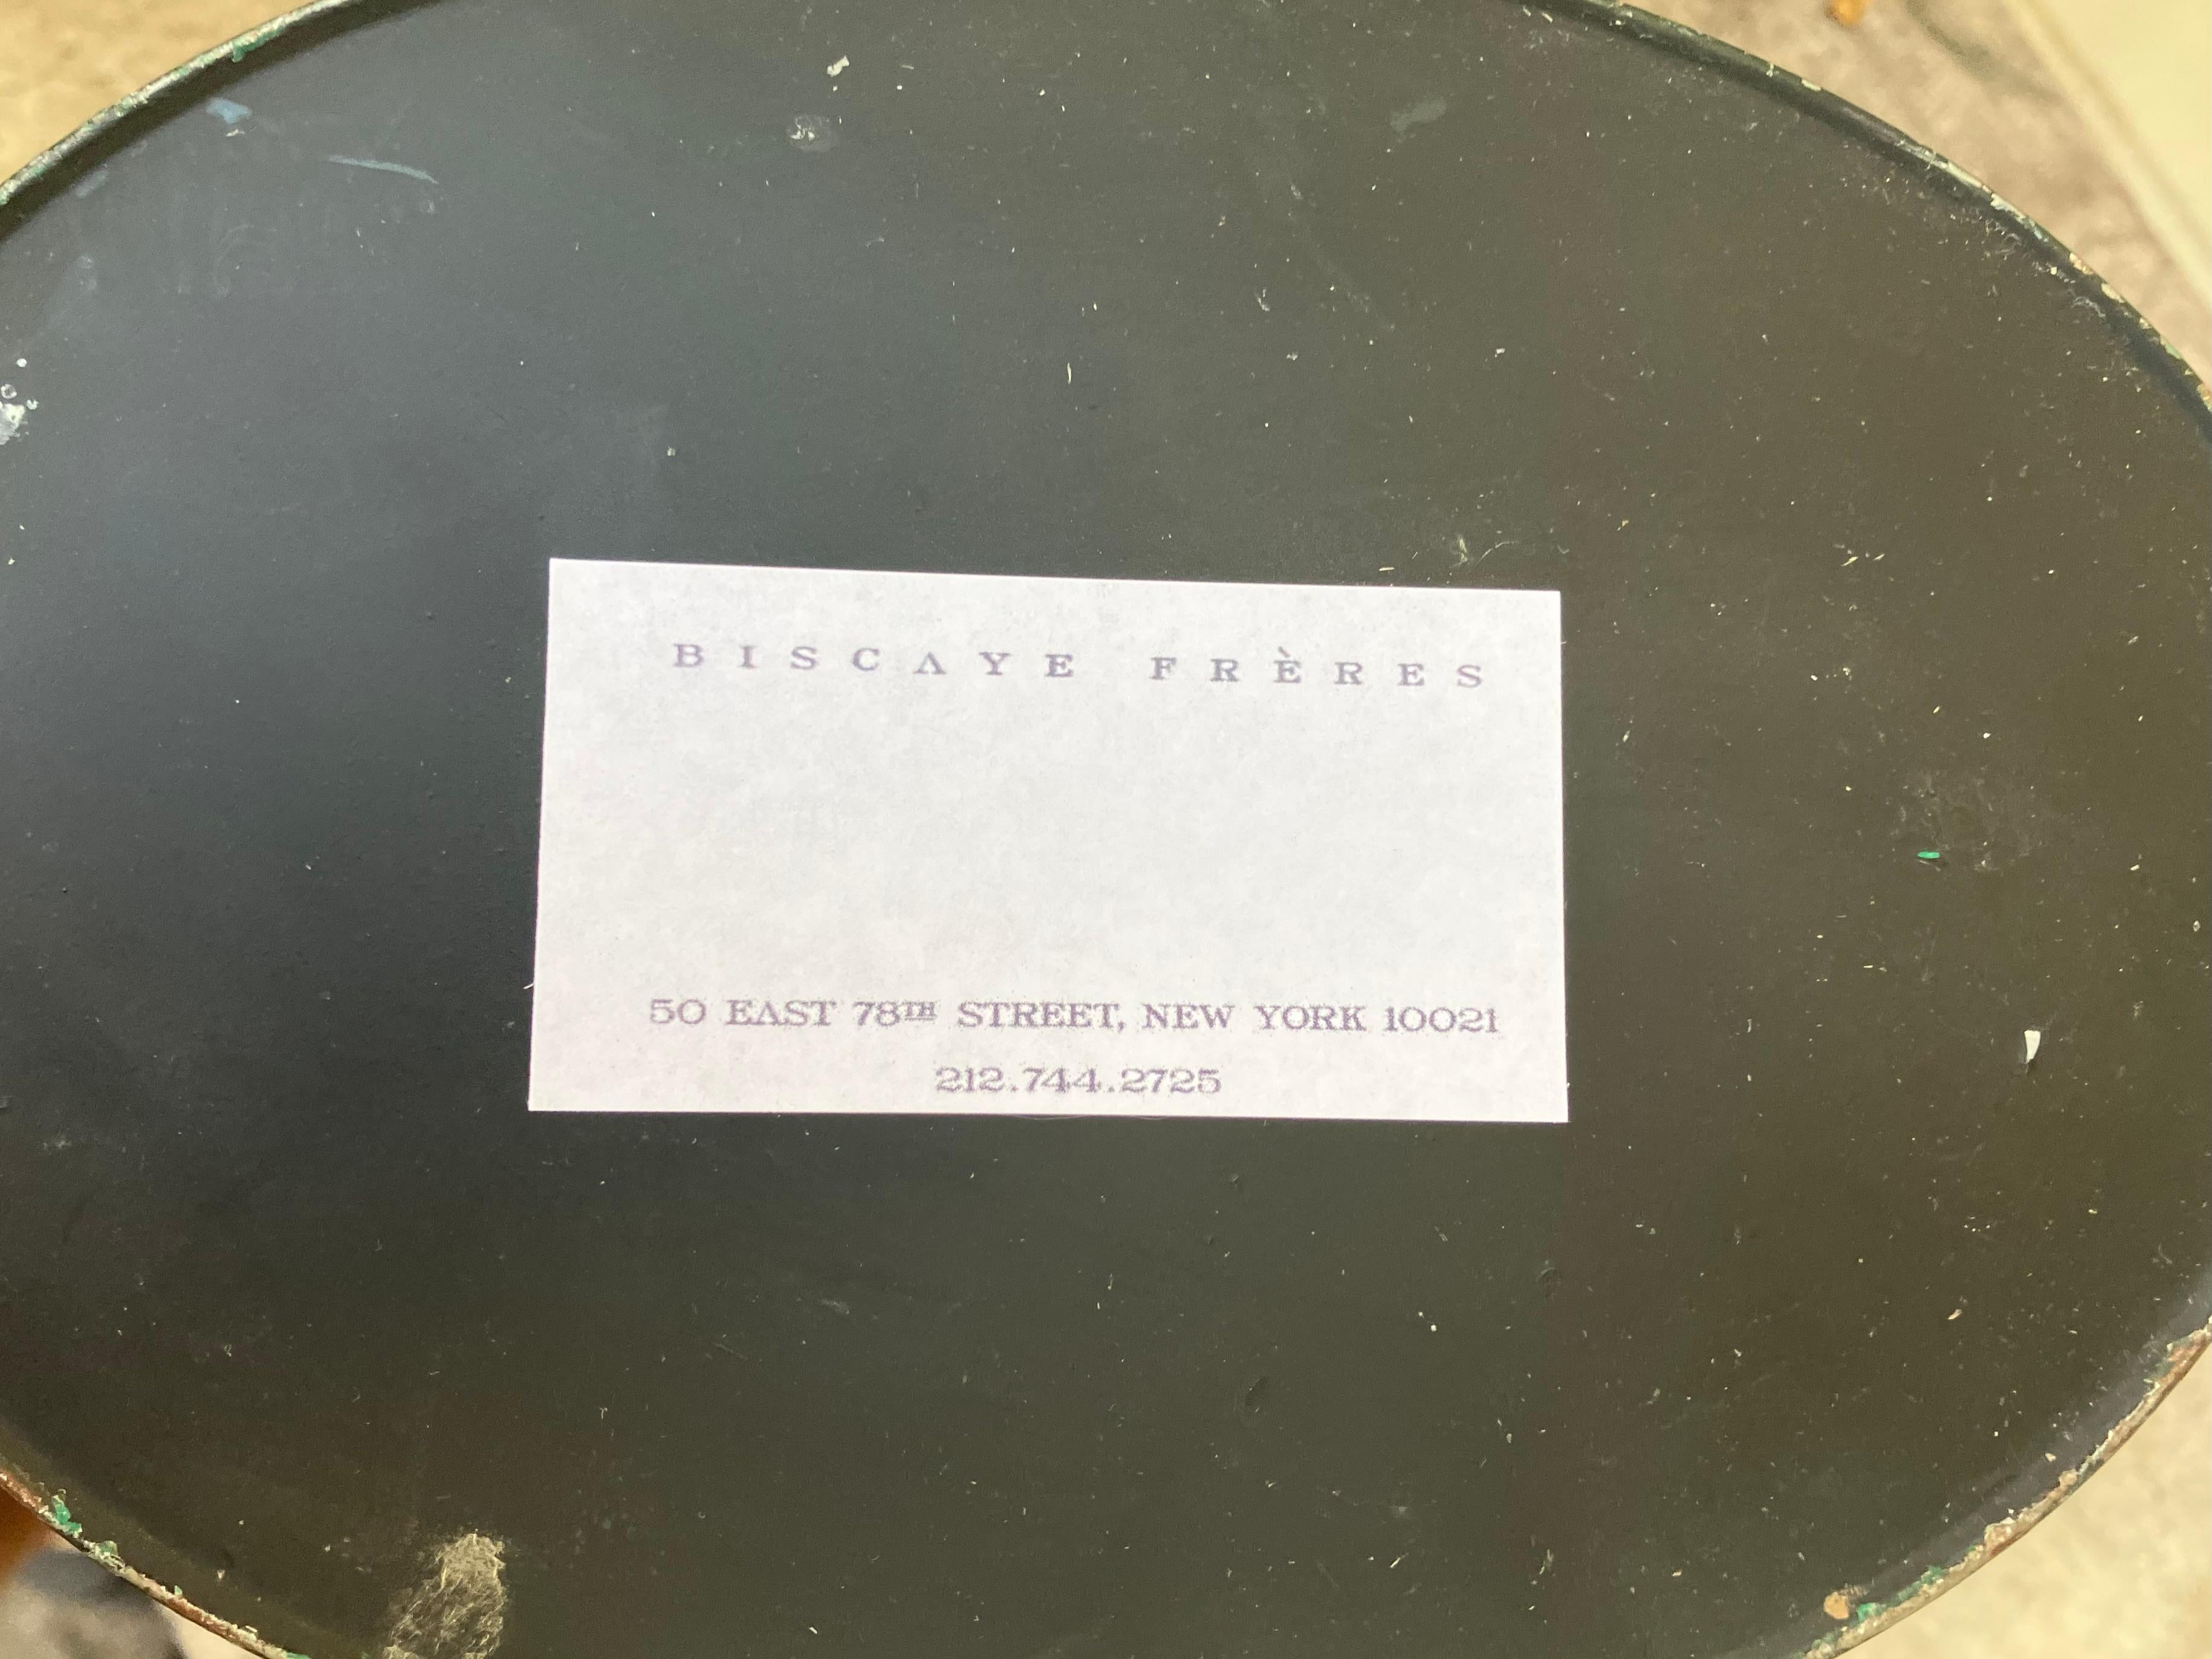 BISCAYE FRÈRES
50 EAST 78TH STREET, NEW YORK 10021
212.744.2725